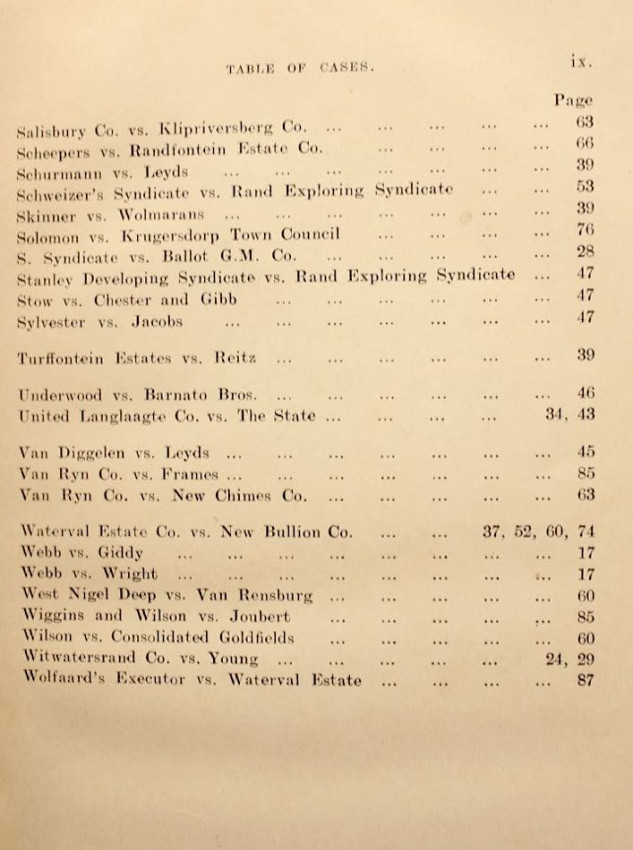 TABLE OF CASES. ix.
Page
Salisbury Co. vs. Klipriversberg Co. ... ... ... ... ... 63
Scheepers vs. Randfontein Estate Co. ... ... ... ... 66
Schurmann vs. Leyds ... ... ... ... ... ... ... 39
Schweizer's Syndicate vs. Rand Exploring Syndicate ... ... 53
Skinner vs. Wolmarans ... ... ... ... ... ... ... 39
Solomon vs. Krugersdorp Town Council ... ... ... ... 76
S. Syndicate vs. Ballot G.M. Co. ... ... ... ... ... 28
Stanley Developing Syndicate vs. Rand Exploring Syndicate ... 47
Stow vs. Chester and Gibb ... ... ... ... ... ... 47
Sylvester vs. Jacobs ... ... ... ... ... ... ... 47
Turffontein Estates vs. Reitz ... ... ... ... ... ... 39
Underwood vs. Barnato Bros. ... ... ... ... ... ... 46
United Langlaagte Co. vs. The State ... ... ... ... 34, 43
Van Diggelen vs. Leyds ... ... ... ... ... ... ... 45
Van Ryn Co. vs. Frames ... ... ... ... ... ... ... 85
Van Ryn Co. vs. New Chimes Co. ... ... ... ... ... 63
Waterval Estate Co. vs. New Bullion Co. ... ... 37, 52, 60, 74
Webb vs. Giddy ... ... ... ... ... ... ... ... 17
Webb vs. Wright ... ... ... ... ... ... ... ... 17
West Nigel Deep vs. Van Rensburg ... ... ... ... ... 60
Wiggins and Wilson vs. Joubert ... ... ... ... ... 85
Wilson vs. Consolidated Goldfields ... ... ... ... ... 60
Witwatersrand Co. vs. Young ... ... ... ... ... 24, 29
Wolfaard's Executor vs. Waterval Estate ... ... ... ... 87